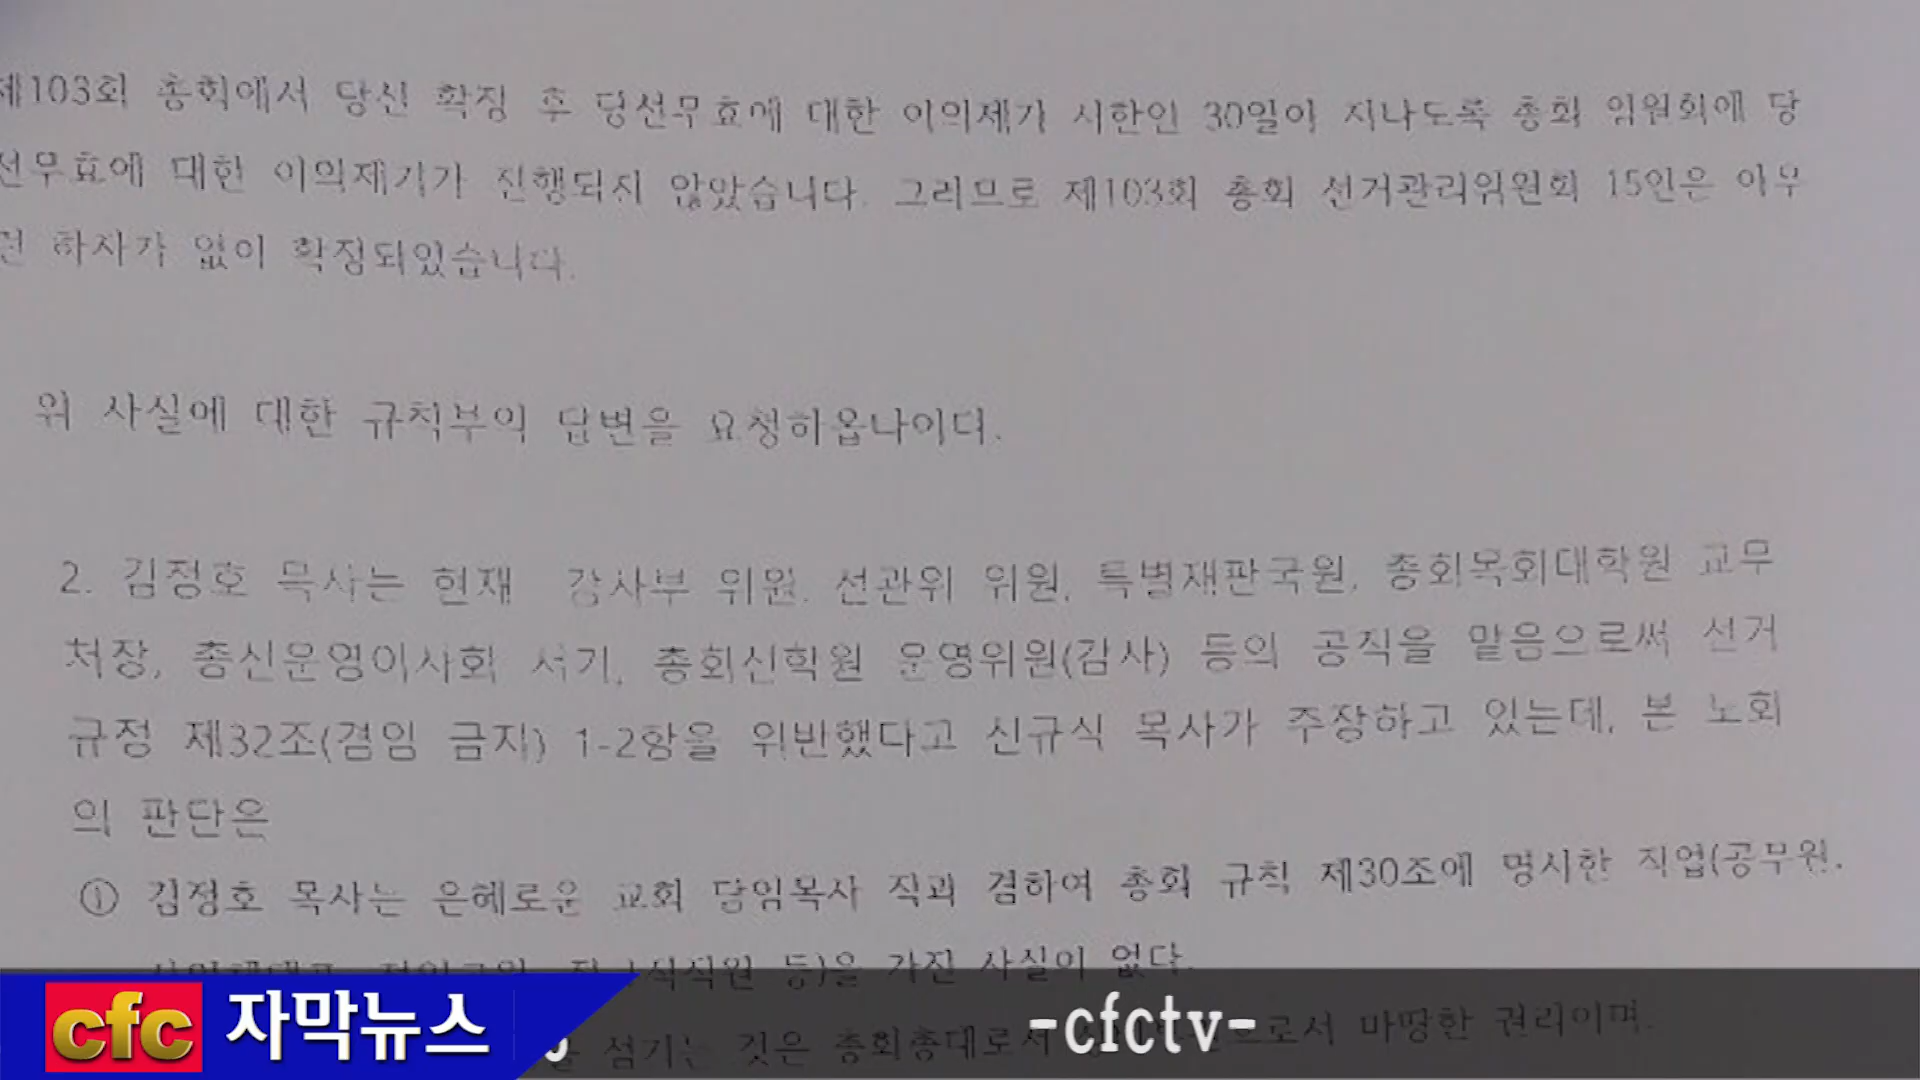 제103회 총회에서 당선 확정 후 당선무효에 대한 이의제기 시한인 30일이 지나도록 총회 임원회에 당
선무효에 대한 이의제기가 진행되지 않았습니다. 그러므로 제103회 총회 선거관리위원회 15인은 아무
런 하자가 없이 확정되었습니다.
위 사실에 대한 규칙부의 답변을 요청하옵나이다.
2. 김정호 목사는 현재 감사부 위원, 선관위 위원, 특별재판국원, 총회목회대학원 교무
처장, 총신운영이사회 서기, 총회신학원 운영위원(감사) 등의 공직을 맡음으로써 선거
규정 제32조(겸임 금지) 1-2항을 위반했다고 신규식 목사가 주장하고 있는데, 본 노회
의 판단은
① 김정호 목사는 은혜로운 교회 담임목사 직과 겸하여 총회 규칙 제30조에 명시한 직업(공무원,
등)을 가진 사실이 없다.
섬기는 것은 총회총대로서 으로서 마땅한 권리이며,
cfc 자막뉴스
-cfctv-